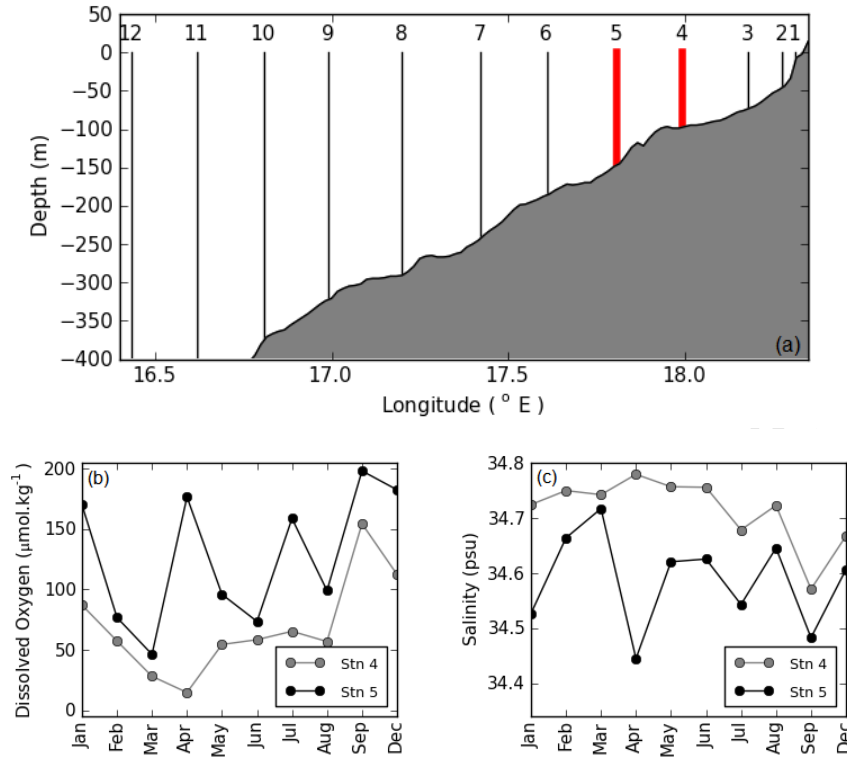 50
0
−50
−100
−150
−200
−250
−300
−350
−400
Depth (m)
12 11 10 9 8 7 6 5 4 3 2 1
(a)
16.5 17.0 17.5 18.0
Longitude ( ° E )
(b)
200
150
100
50
0
Dissolved Oxygen (μmol.kg⁻¹ )
Stn 4
Stn 5
Jan Feb Mar Apr May Jun Jul Aug Sep Dec
(c)
34.8
34.7
34.6
34.5
34.4
Salinity (psu)
Stn 4
Stn 5
Jan Feb Mar Apr May Jun Jul Aug Sep Dec